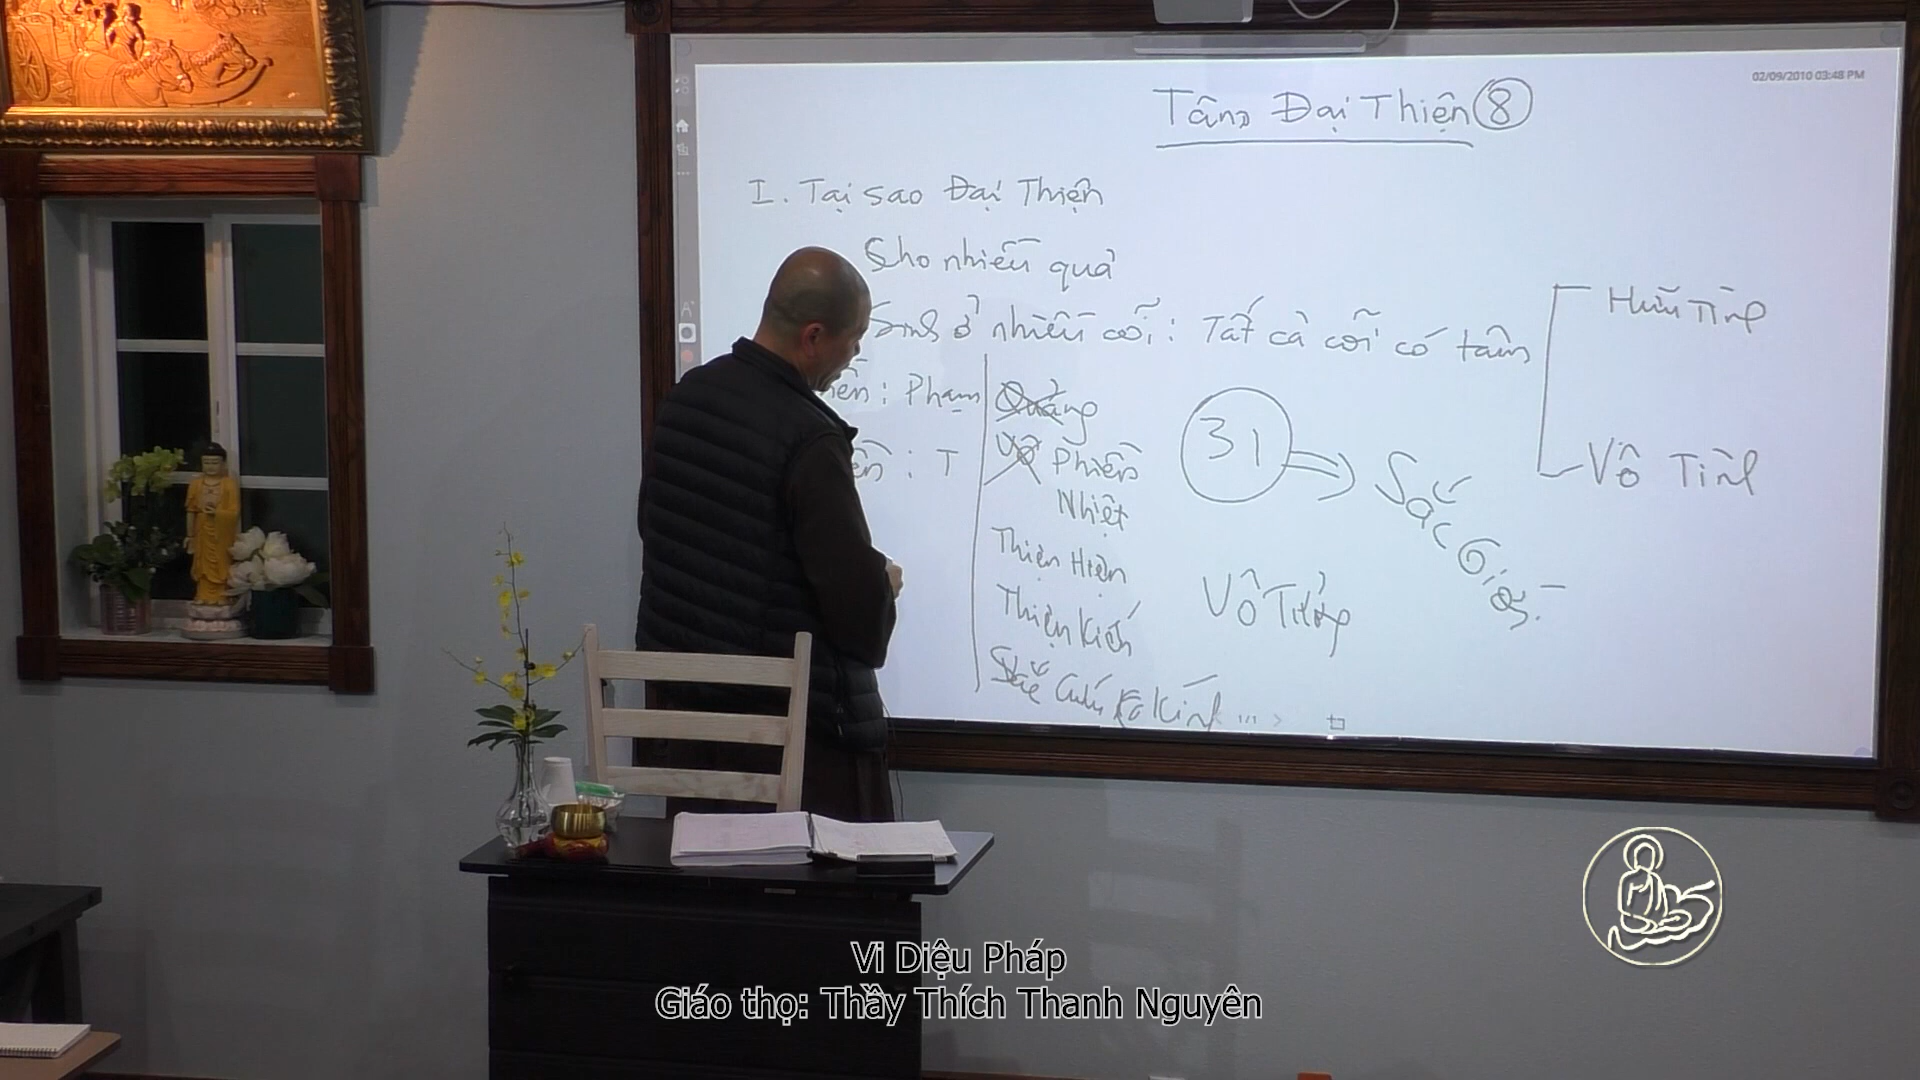 02/09/2010 03:48 PM
Tâm Đại Thiện 8
I. Tại sao Đại Thiện
Cho nhiều quả
Sinh ở nhiều cõi : Tất cả cõi có tâm
Hữu Tình
Vô Tình
: Phạm
: T
Quảng
Vô Phiền
Nhiệt
Thiện Hiện
Thiện Kiến
Sắc Cứu Kính
31
Sắc Giới
Vô Tưởng
Vi Diệu Pháp
Giáo thọ: Thầy Thích Thanh Nguyên